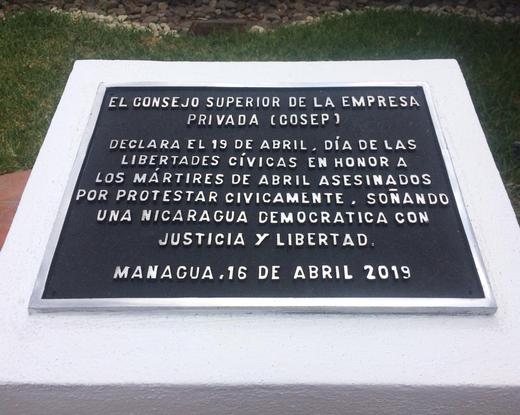 EL CONSEJO SUPERIOR DE LA EMPRESA
PRIVADA (COSEP)
DECLARA EL 19 DE ABRIL, DÍA DE LAS
LIBERTADES CÍVICAS EN HONOR A
LOS MÁRTIRES DE ABRIL ASESINADOS
POR PROTESTAR CIVICAMENTE, SOÑANDO
UNA NICARAGUA DEMOCRATICA CON
JUSTICIA Y LIBERTAD.
MANAGUA, 16 DE ABRIL 2019